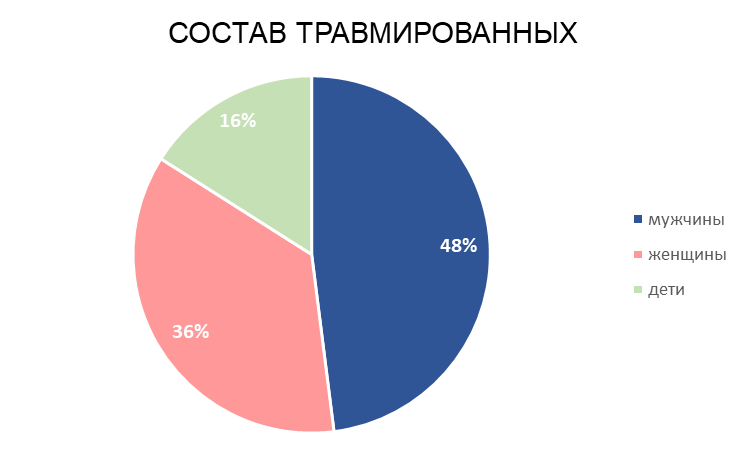 СОСТАВ ТРАВМИРОВАННЫХ
16%
48%
36%
мужчины
женщины
дети